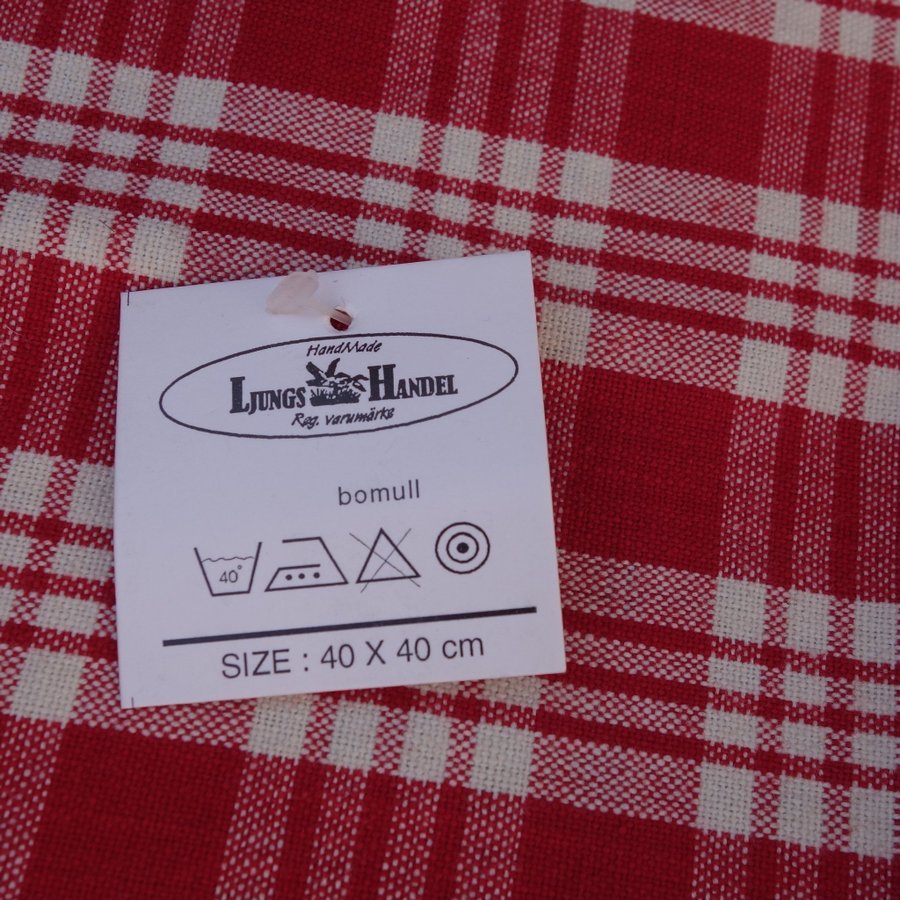 HandMade
LJUNGS HANDEL
Reg. varumärke
bomull
40°
SIZE : 40 X 40 cm